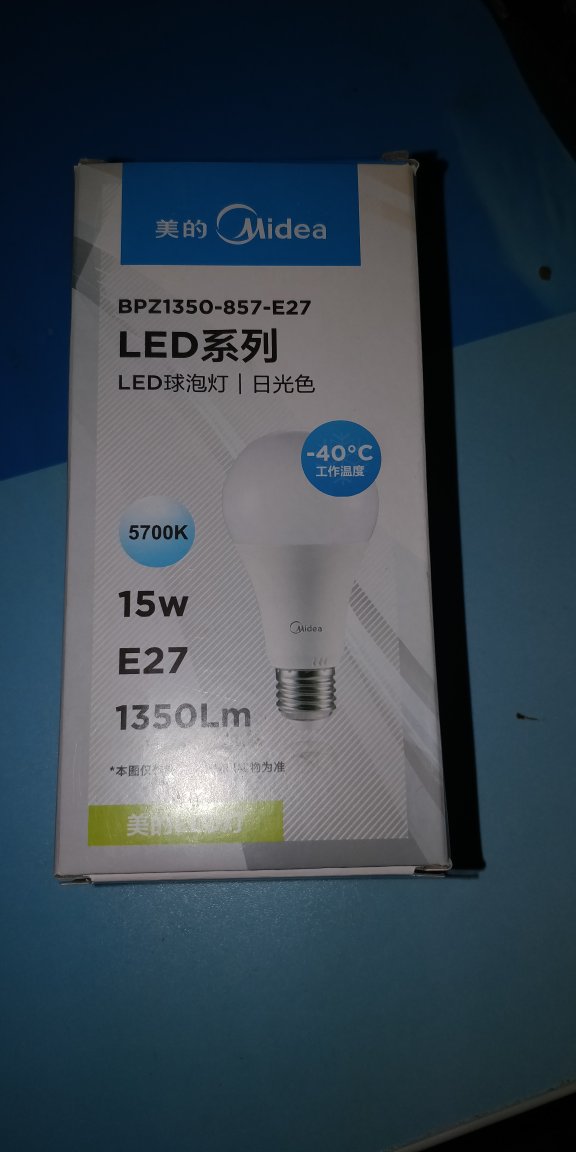 美的 Midea
BPZ1350-857-E27
LED系列
LED球泡灯 | 日光色
-40°C
工作温度
5700K
15w
Midea
E27
1350Lm
*本图仅 物为准
美的